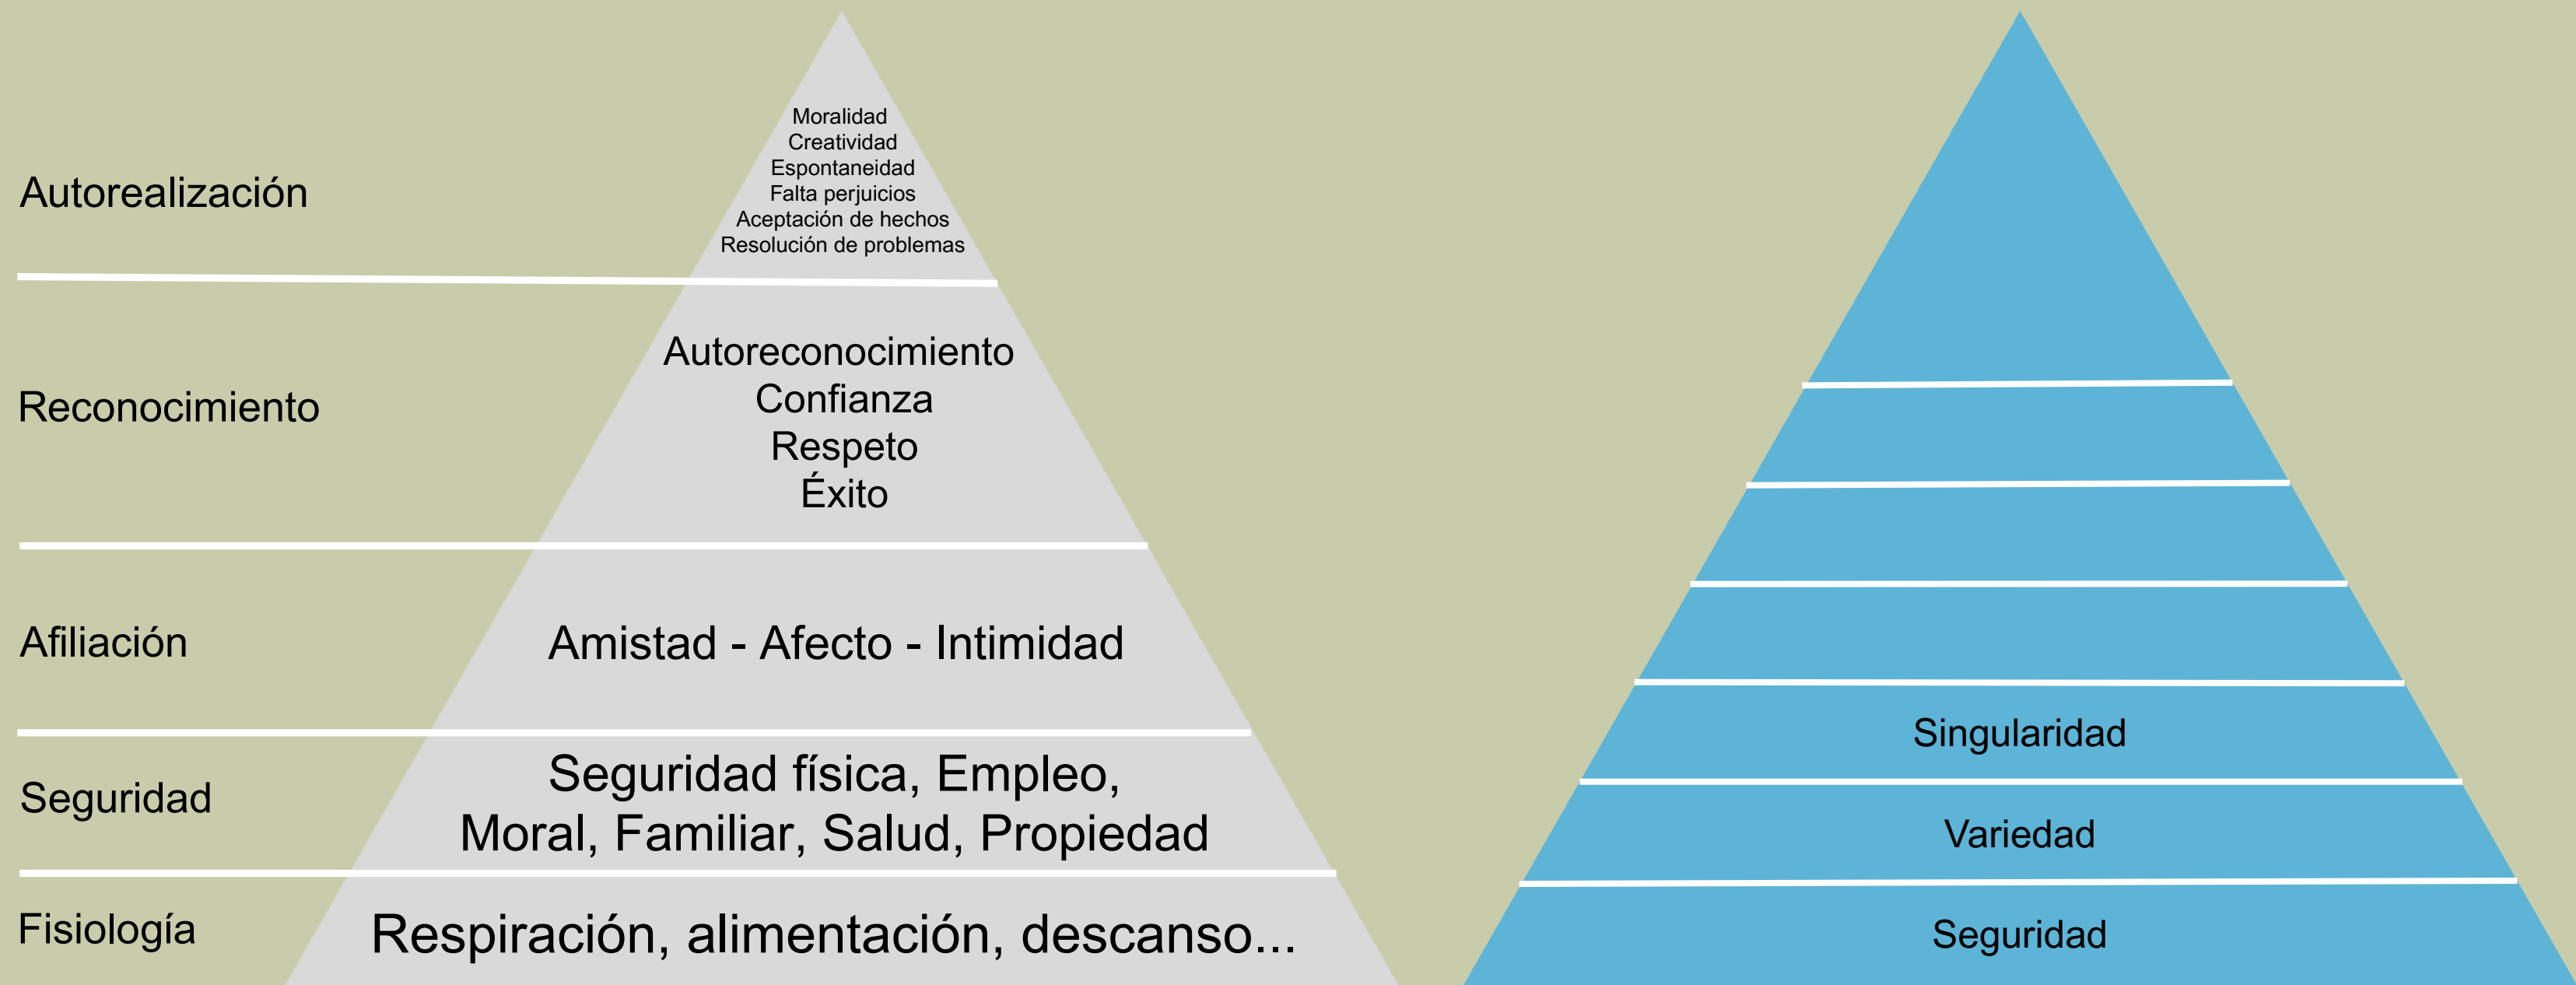 Autorealización
Moralidad
Creatividad
Espontaneidad
Falta perjuicios
Aceptación de hechos
Resolución de problemas
Reconocimiento
Autoreconocimiento
Confianza
Respeto
Éxito
Afiliación
Amistad - Afecto - Intimidad
Seguridad
Seguridad física, Empleo,
Moral, Familiar, Salud, Propiedad
Fisiología
Respiración, alimentación, descanso...
Singularidad
Variedad
Seguridad